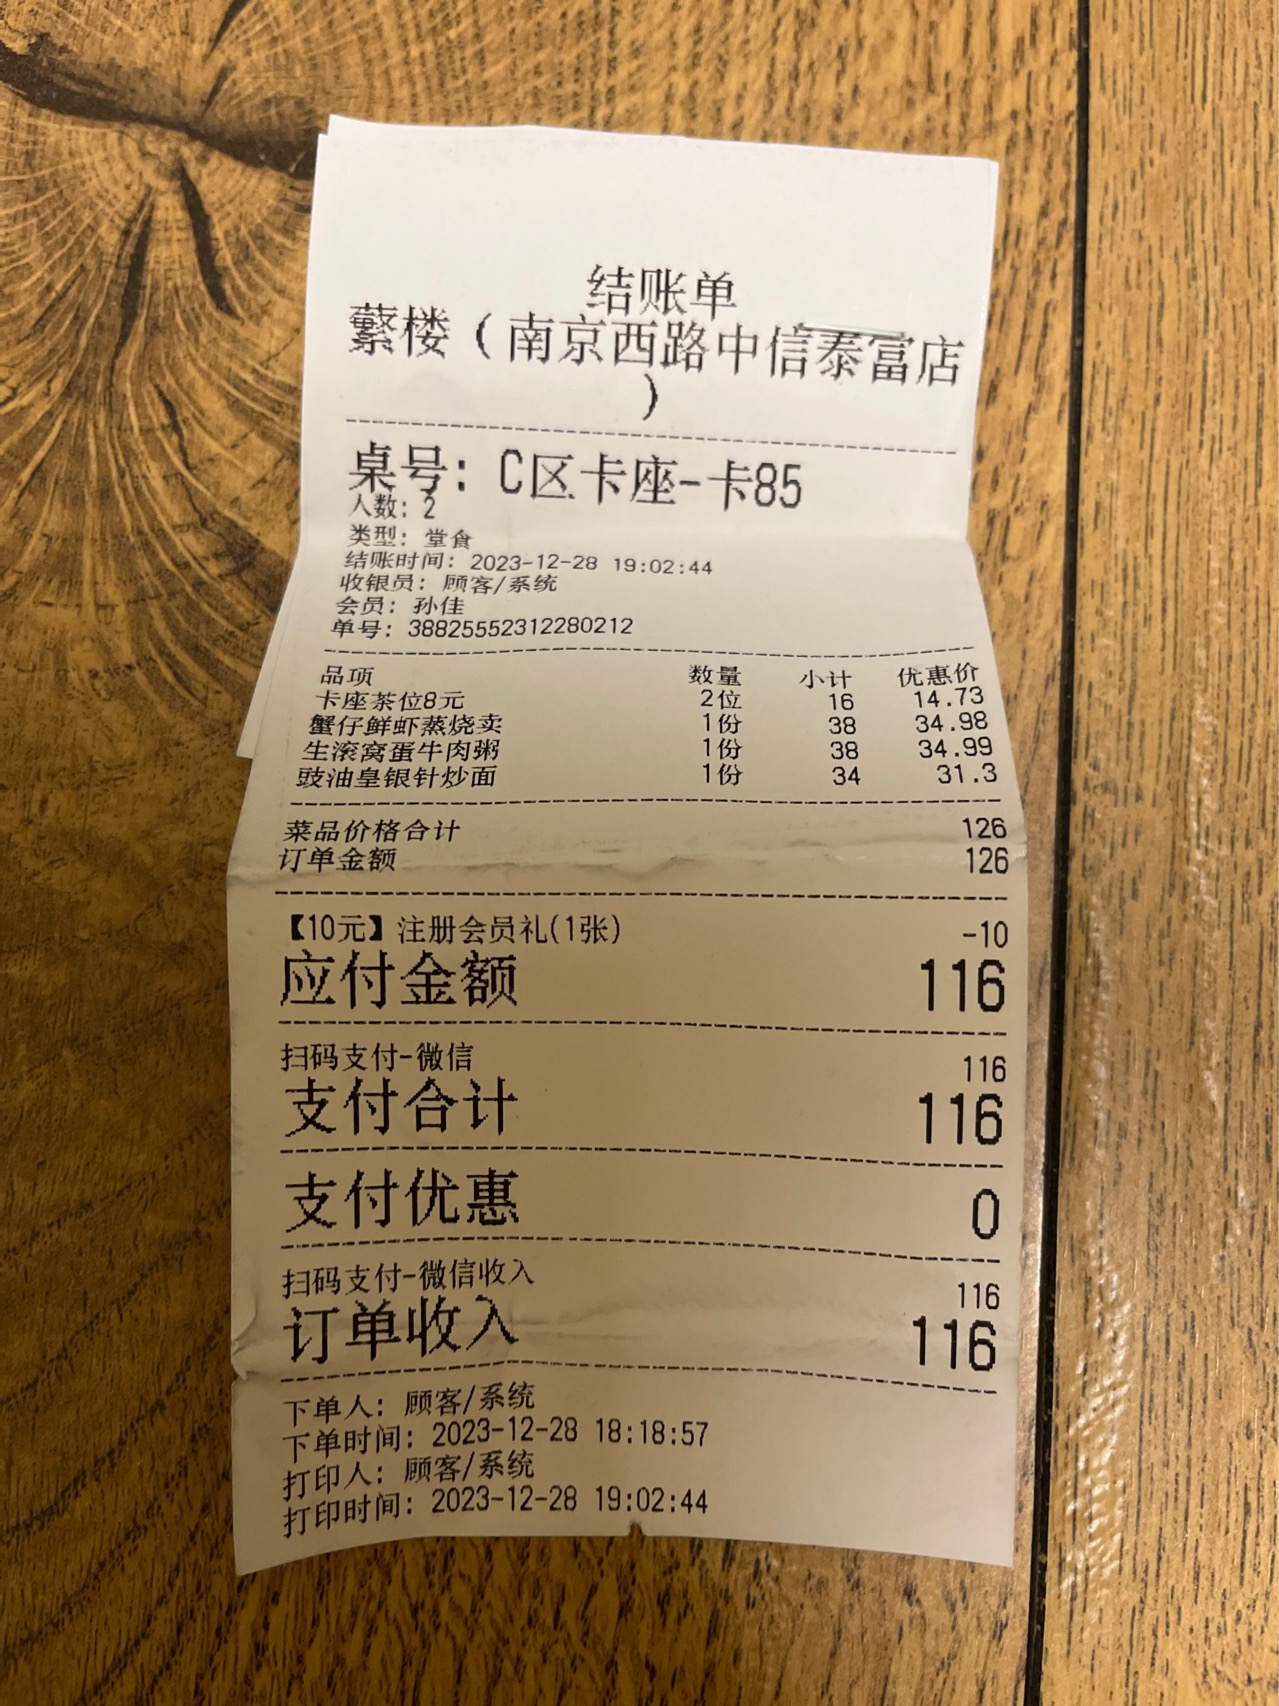 结账单
蘩楼（南京西路中信泰富店
）
桌号：C区卡座-卡85
人数：2
类型：堂食
结账时间：2023-12-28 19:02:44
收银员：顾客/系统
会员：孙佳
单号：38825552312280212
品项 数量 小计 优惠价
卡座茶位8元 2位 16 14.73
蟹仔鲜虾蒸烧卖 1份 38 34.98
生滚窝蛋牛肉粥 1份 38 34.99
豉油皇银针炒面 1份 34 31.3
菜品价格合计 126
订单金额 126
【10元】注册会员礼(1张) -10
应付金额 116
扫码支付-微信 116
支付合计 116
支付优惠 0
扫码支付-微信收入 116
订单收入 116
下单人：顾客/系统
下单时间：2023-12-28 18:18:57
打印人：顾客/系统
打印时间：2023-12-28 19:02:44